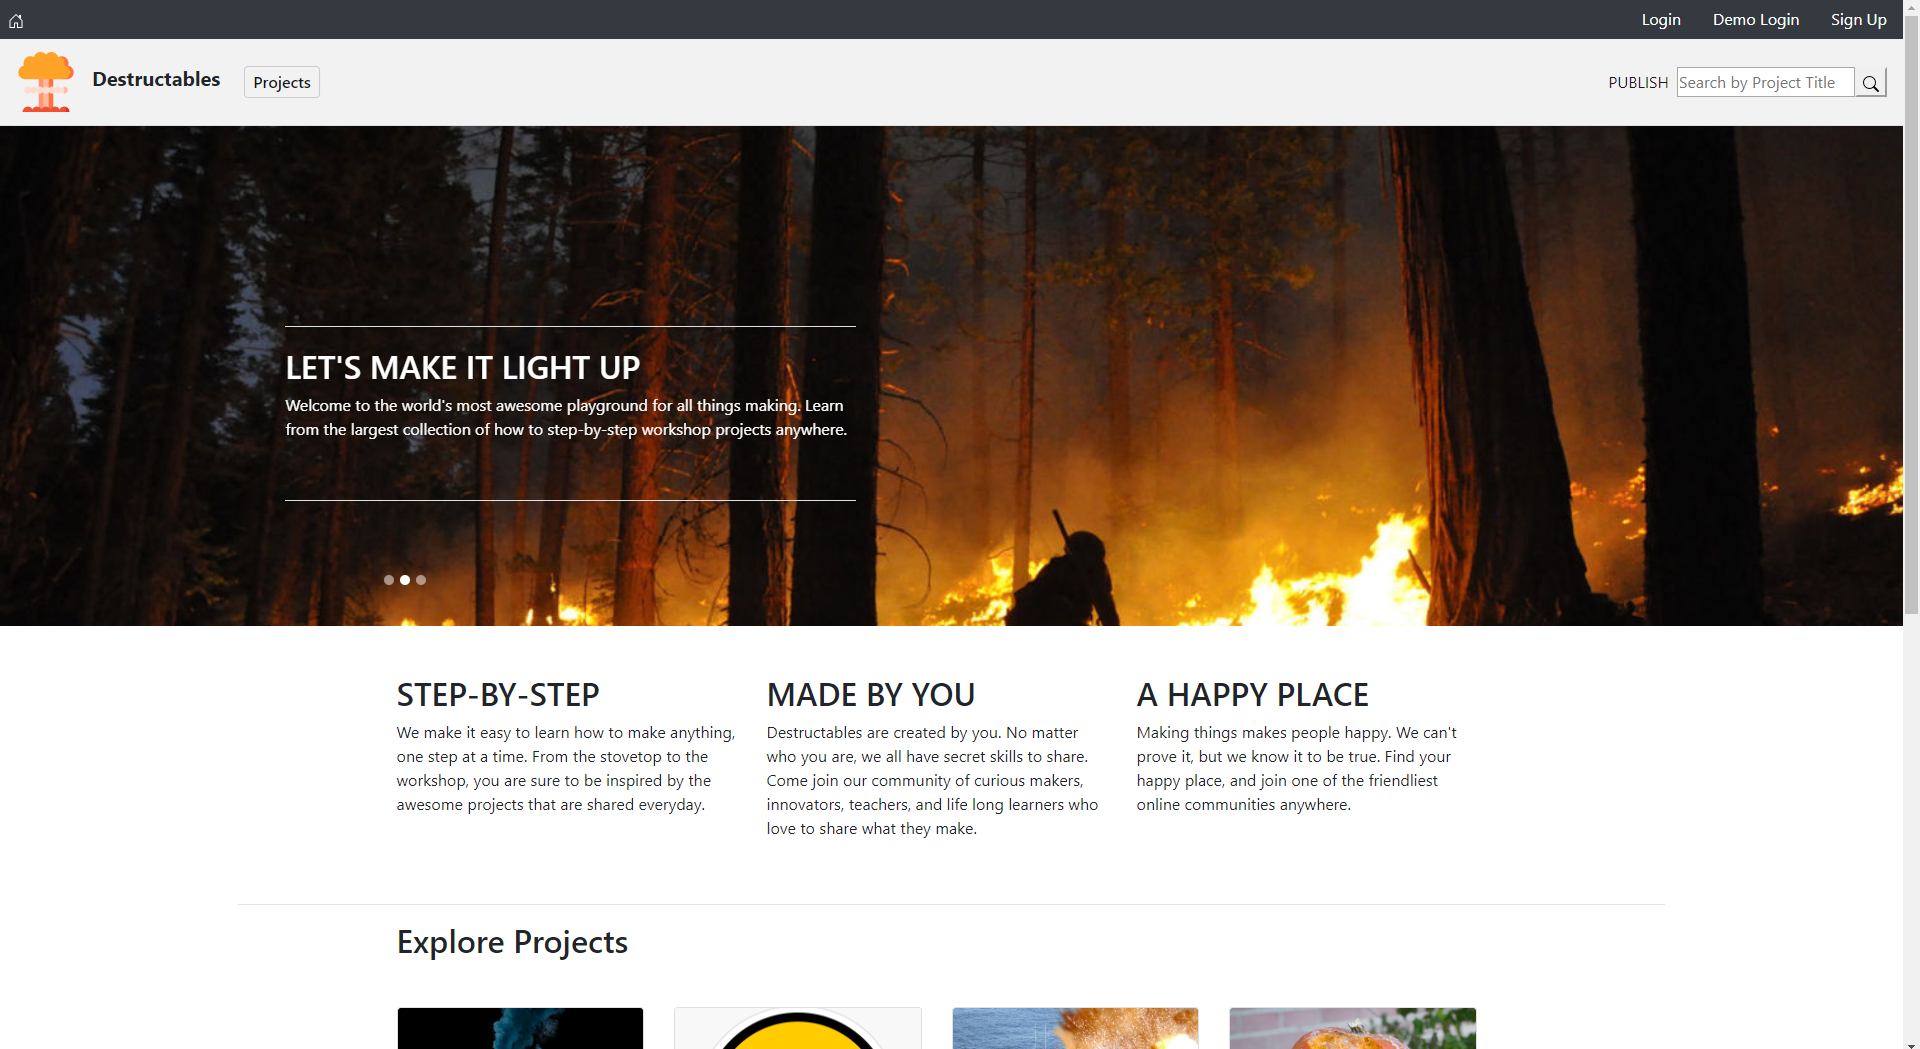 Login Demo Login Sign Up
Destructables Projects PUBLISH Search by Project Title
LET'S MAKE IT LIGHT UP
Welcome to the world's most awesome playground for all things making. Learn
from the largest collection of how to step-by-step workshop projects anywhere.
STEP-BY-STEP
We make it easy to learn how to make anything,
one step at a time. From the stovetop to the
workshop, you are sure to be inspired by the
awesome projects that are shared everyday.
MADE BY YOU
Destructables are created by you. No matter
who you are, we all have secret skills to share.
Come join our community of curious makers,
innovators, teachers, and life long learners who
love to share what they make.
A HAPPY PLACE
Making things makes people happy. We can't
prove it, but we know it to be true. Find your
happy place, and join one of the friendliest
online communities anywhere.
Explore Projects